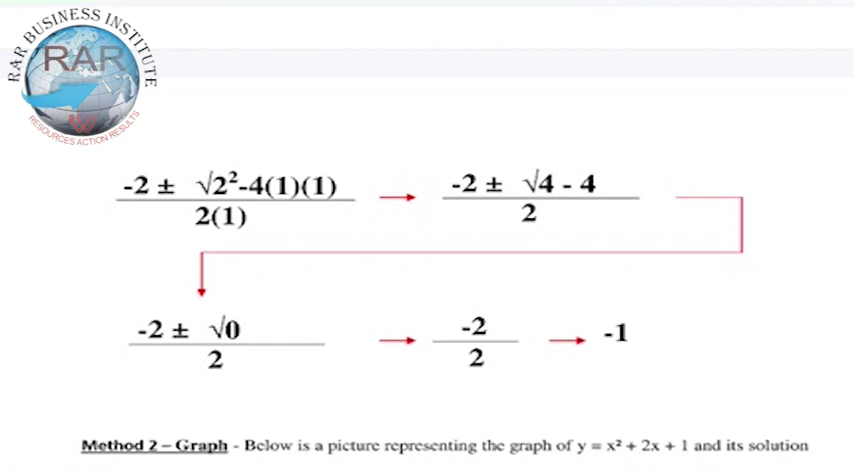 RAR BUSINESS INSTITUTE
RAR
RESOURCES ACTION RESULTS
-2 ± √2²-4(1)(1)
2(1)
-2 ± √4 - 4
2
-2 ± √0
2
-2
2
-1
Method 2 – Graph - Below is a picture representing the graph of y = x² + 2x + 1 and its solution